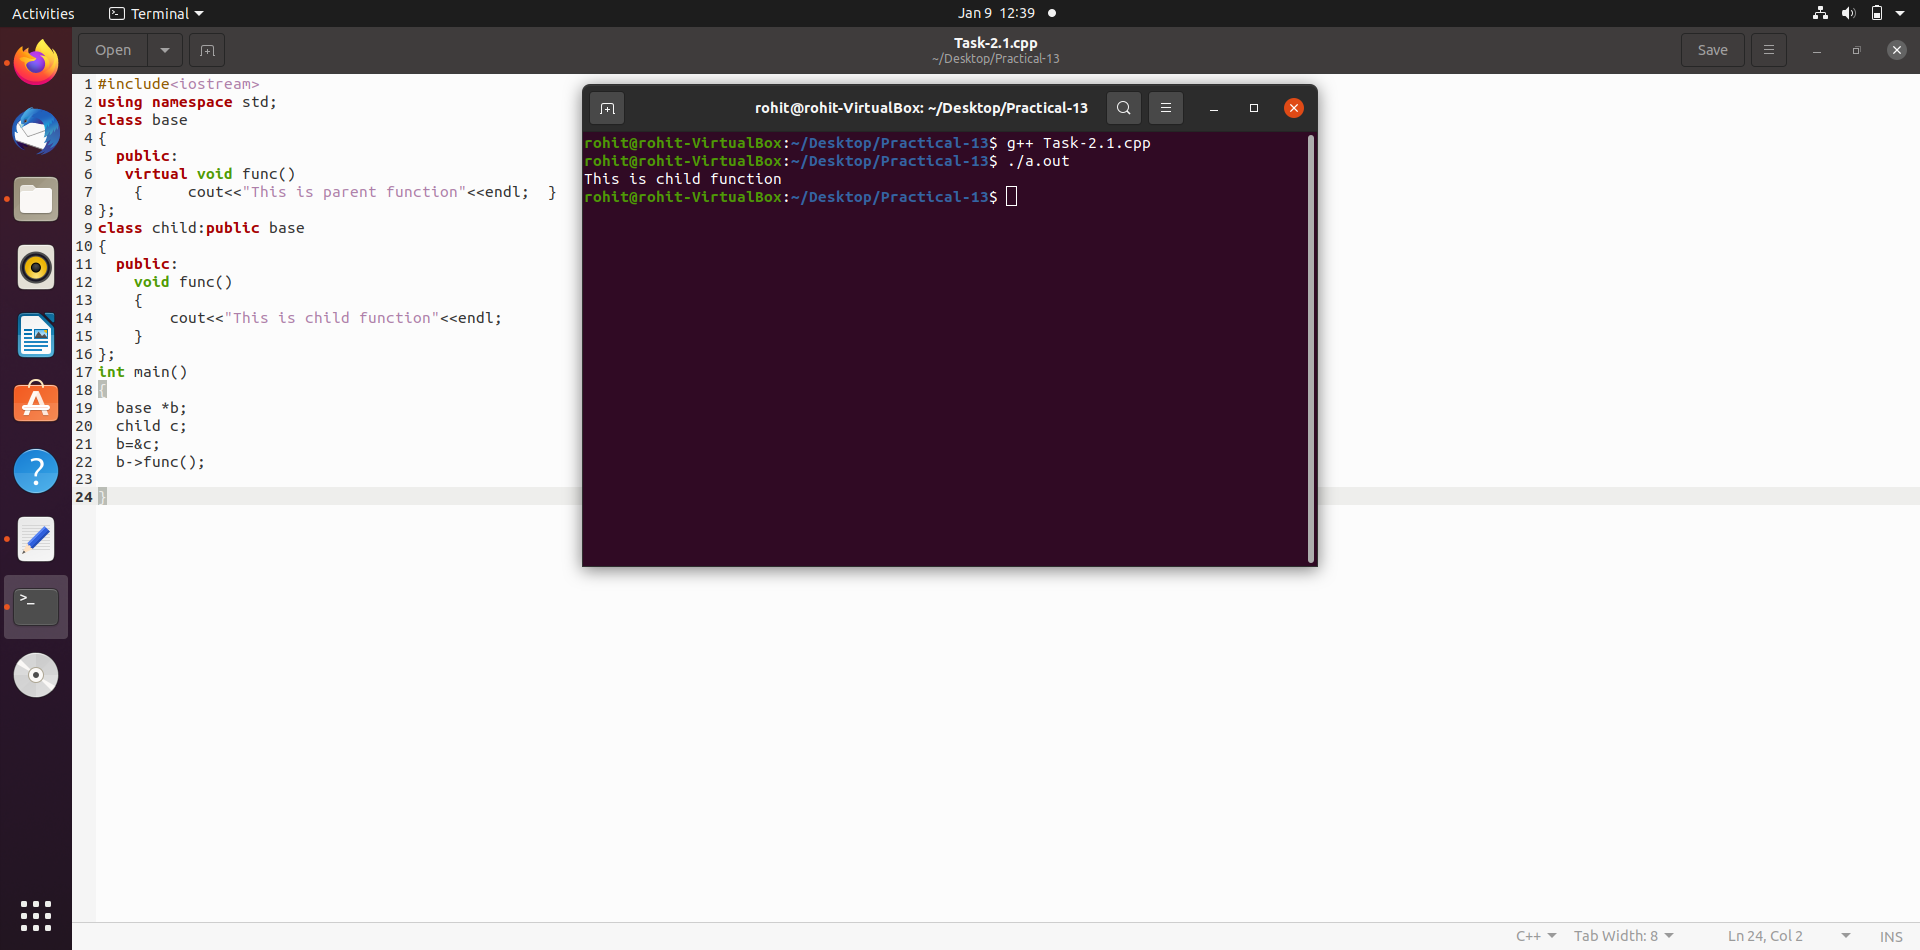 Activities
Terminal
Jan 9 12:39
Open
Task-2.1.cpp
~/Desktop/Practical-13
Save
1 #include<iostream>
2 using namespace std;
3 class base
4 {
5   public:
6    virtual void func()
7     {     cout<<"This is parent function"<<endl;  }
8 };
9 class child:public base
10 {
11   public:
12     void func()
13     {
14         cout<<"This is child function"<<endl;
15     }
16 };
17 int main()
18 {
19   base *b;
20   child c;
21   b=&c;
22   b->func();
23
24 }
rohit@rohit-VirtualBox: ~/Desktop/Practical-13
rohit@rohit-VirtualBox:~/Desktop/Practical-13$ g++ Task-2.1.cpp
rohit@rohit-VirtualBox:~/Desktop/Practical-13$ ./a.out
This is child function
rohit@rohit-VirtualBox:~/Desktop/Practical-13$
C++
Tab Width: 8
Ln 24, Col 2
INS